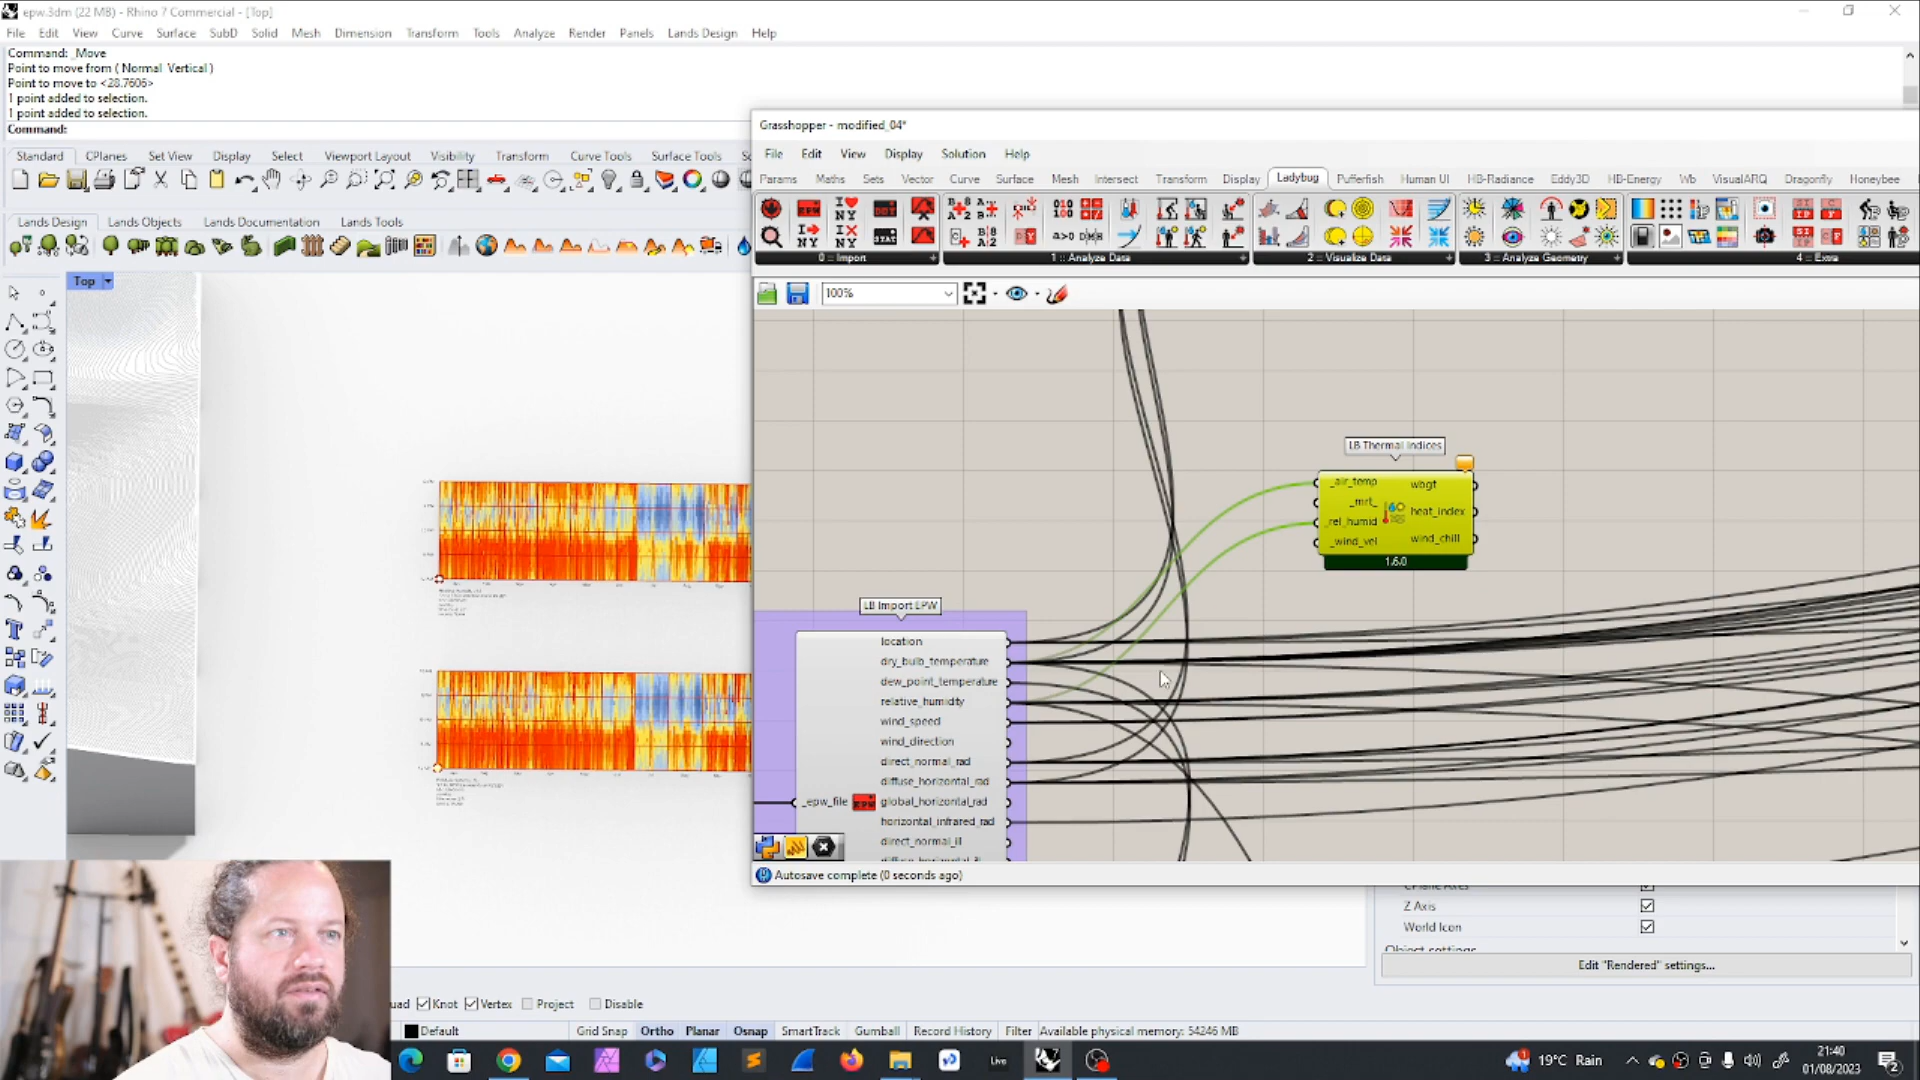 epw.3dm (22 MB) - Rhino 7 Commercial - [Top]
File Edit View Curve Surface SubD Solid Mesh Dimension Transform Tools Analyze Render Panels Lands Design Help
Command: _Move
Point to move from ( Normal Vertical )
Point to move to <28.7606>
1 point added to selection.
1 point added to selection.
Command:
Standard CPlanes Set View Display Select Viewport Layout Visibility Transform Curve Tools Surface Tools
Lands Design Lands Objects Lands Documentation Lands Tools
Top
Grasshopper - modified_04*
File Edit View Display Solution Help
Params Maths Sets Vector Curve Surface Mesh Intersect Transform Display Ladybug Pufferfish Human UI HB-Radiance Eddy3D HB-Energy Wb VisualARQ Dragonfly Honeybee
0 :: Import 1 :: Analyze Data 2 :: Visualize Data 3 :: Analyze Geometry 4 :: Extra
100%
LB Thermal Indices
_air_temp wbgt
_mrt_
heat_index
_rel_humid
_wind_vel wind_chill
1.6.0
LB Import EPW
location
dry_bulb_temperature
dew_point_temperature
relative_humidity
wind_speed
wind_direction
direct_normal_rad
diffuse_horizontal_rad
_epw_file EPW global_horizontal_rad
horizontal_infrared_rad
direct_normal_ill
Autosave complete (0 seconds ago)
Z Axis
World Icon
Object settings
Edit "Rendered" settings...
Knot Vertex Project Disable
Default Grid Snap Ortho Planar Osnap SmartTrack Gumball Record History Filter Available physical memory: 54246 MB
Live
19°C Rain
21:40
01/08/2023
2